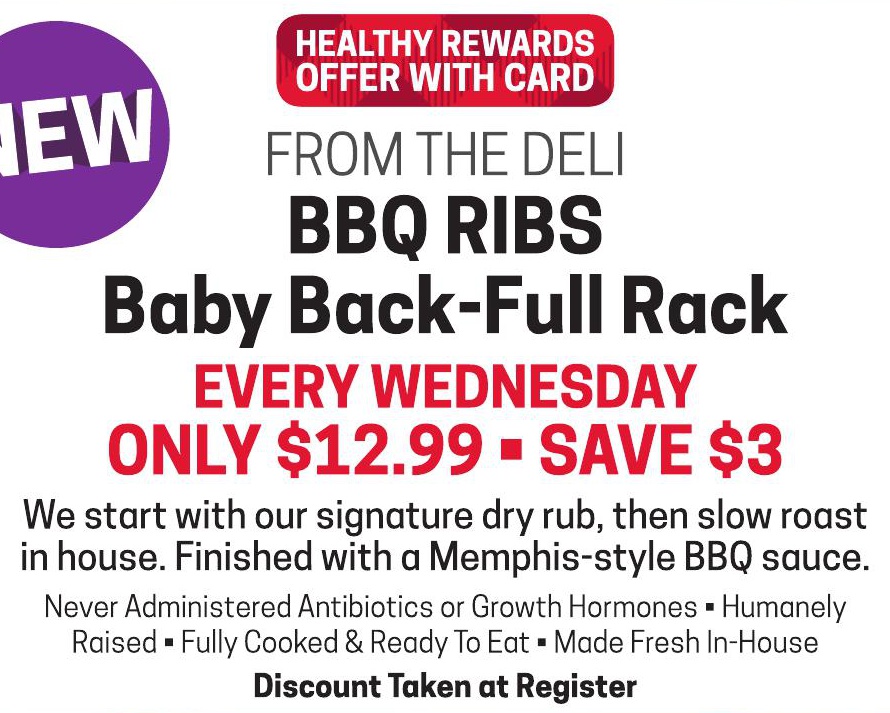 HEALTHY REWARDS
OFFER WITH CARD
NEW
FROM THE DELI
BBQ RIBS
Baby Back-Full Rack
EVERY WEDNESDAY
ONLY $12.99 ▪ SAVE $3
We start with our signature dry rub, then slow roast
in house. Finished with a Memphis-style BBQ sauce.
Never Administered Antibiotics or Growth Hormones ▪ Humanely
Raised ▪ Fully Cooked & Ready To Eat ▪ Made Fresh In-House
Discount Taken at Register